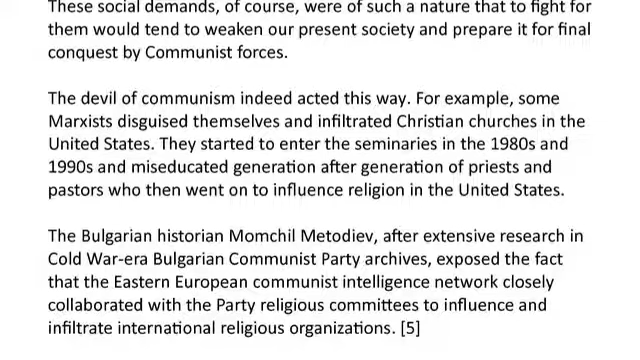 These social demands, of course, were of such a nature that to fight for
them would tend to weaken our present society and prepare it for final
conquest by Communist forces.
The devil of communism indeed acted this way. For example, some
Marxists disguised themselves and infiltrated Christian churches in the
United States. They started to enter the seminaries in the 1980s and
1990s and miseducated generation after generation of priests and
pastors who then went on to influence religion in the United States.
The Bulgarian historian Momchil Metodiev, after extensive research in
Cold War-era Bulgarian Communist Party archives, exposed the fact
that the Eastern European communist intelligence network closely
collaborated with the Party religious committees to influence and
infiltrate international religious organizations. [5]